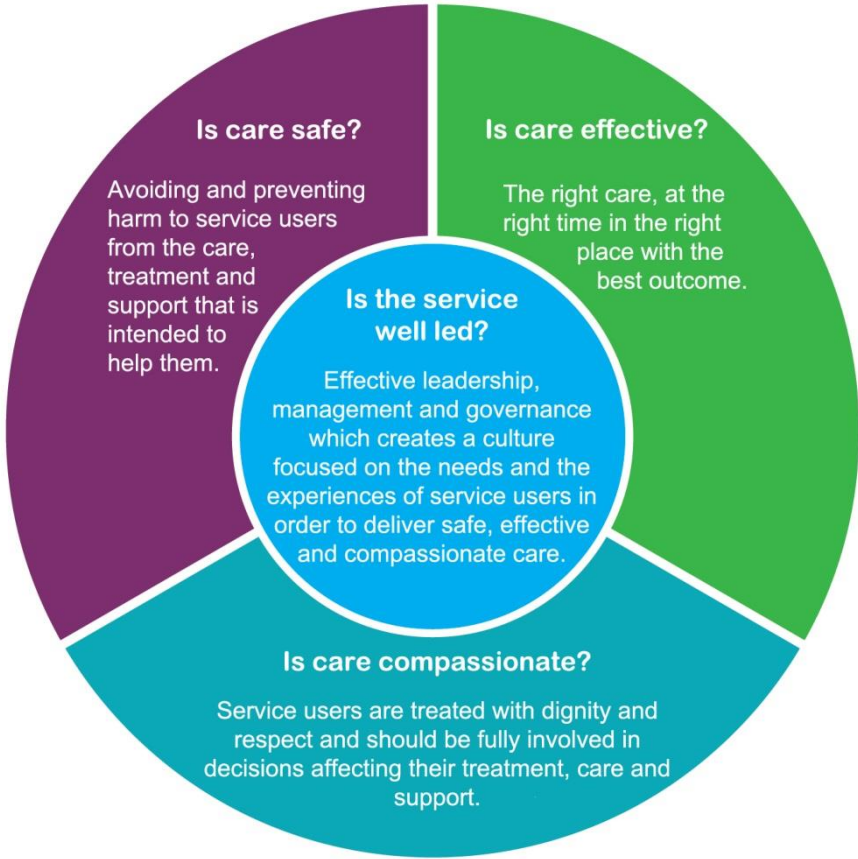 Is care safe?
Avoiding and preventing
harm to service users
from the care,
treatment and
support that is
intended to
help them.
Is care effective?
The right care, at the
right time in the right
place with the
best outcome.
Is the service
well led?
Effective leadership,
management and governance
which creates a culture
focused on the needs and the
experiences of service users in
order to deliver safe, effective
and compassionate care.
Is care compassionate?
Service users are treated with dignity and
respect and should be fully involved in
decisions affecting their treatment, care and
support.